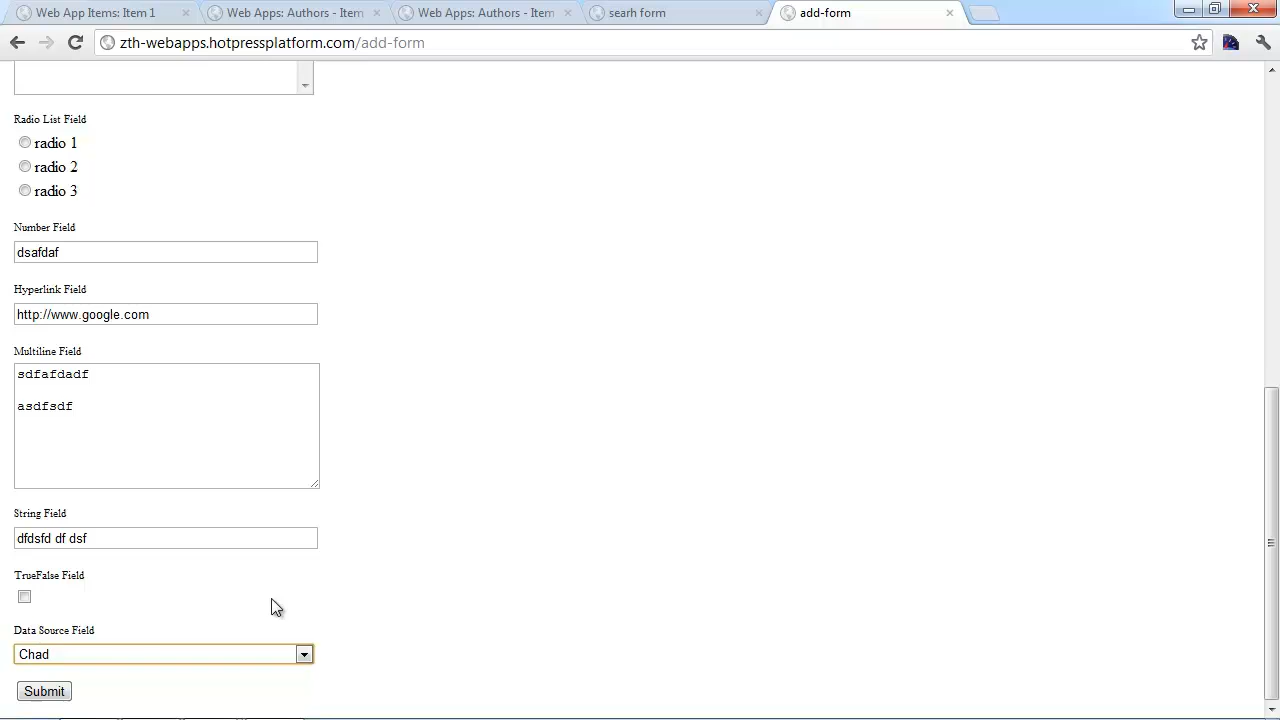 Web App Items: Item 1
Web Apps: Authors - Item
Web Apps: Authors - Item
searh form
add-form
zth-webapps.hotpressplatform.com/add-form
Radio List Field
radio 1
radio 2
radio 3
Number Field
dsafdaf
Hyperlink Field
http://www.google.com
Multiline Field
sdfafdadf
asdfsdf
String Field
dfdsfd df dsf
TrueFalse Field
Data Source Field
Chad
Submit